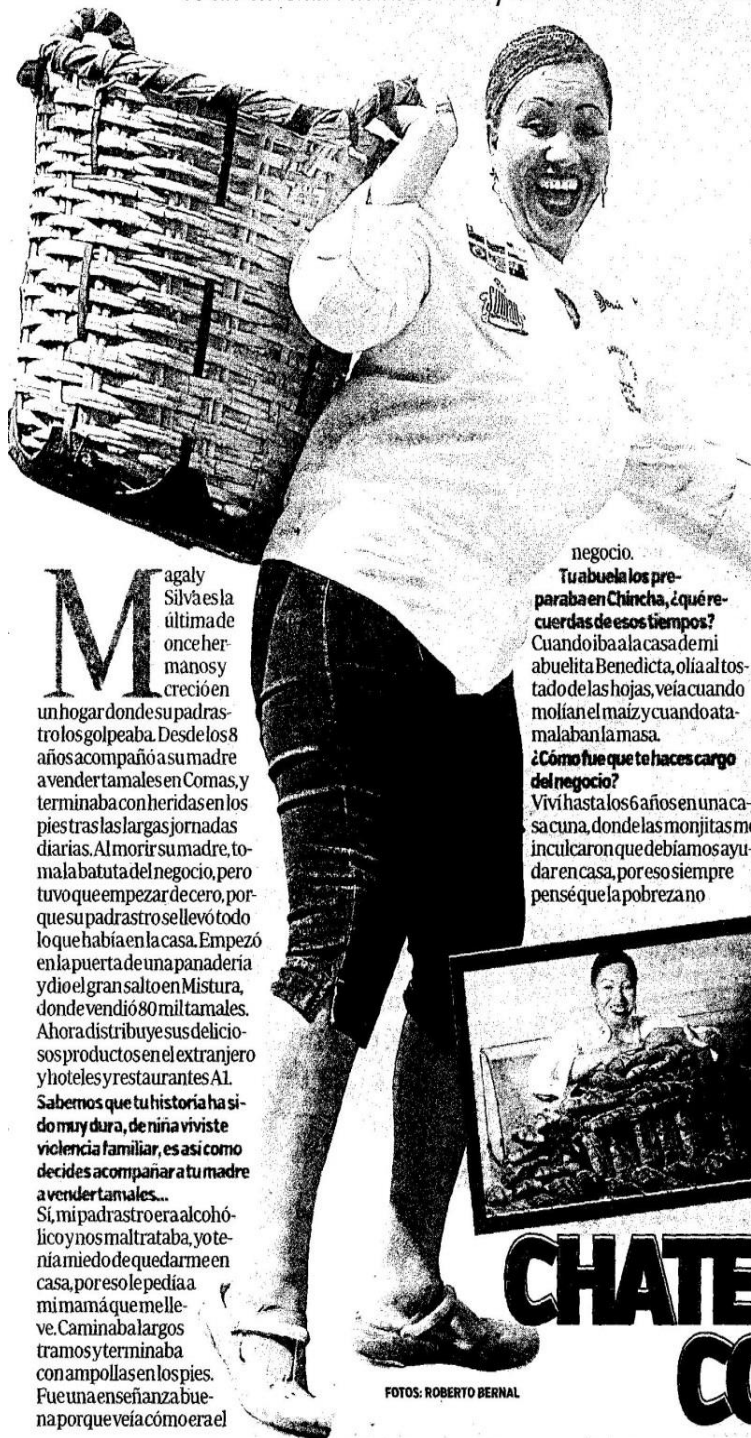 Magaly
Silva es la
última de
once her-
manos y
creció en
un hogar donde su padras-
tro los golpeaba. Desde los 8
años acompañó a su madre
a vender tamales en Comas, y
terminaba con heridas en los
pies tras las largas jornadas
diarias. Al morir su madre, to-
ma la batuta del negocio, pero
tuvo que empezar de cero, por-
que su padrastro se llevó todo
lo que había en la casa. Empezó
en la puerta de una panadería
y dio el gran salto en Mistura,
donde vendió 80 mil tamales.
Ahora distribuye sus delicio-
sos productos en el extranjero
y hoteles y restaurantes A1.
Sabemos que tu historia ha si-
do muy dura, de niña viviste
violencia familiar, es así como
decides acompañar a tu madre
a vender tamales...
Sí, mi padrastro era alcohó-
lico y nos maltrataba, yo te-
nía miedo de quedarme en
casa, por eso le pedía a
mi mamá que me lle-
ve. Caminaba largos
tramos y terminaba
con ampollas en los pies.
Fue una enseñanza bue-
na porque veía cómo era el
negocio.
Tu abuela los pre-
paraba en Chincha, ¿qué re-
cuerdas de esos tiempos?
Cuando iba a la casa de mi
abuelita Benedicta, olía al tos-
tado de las hojas, veía cuando
molían el maíz y cuando ata-
malaban la masa.
¿Cómo fue que te haces cargo
del negocio?
Viví hasta los 6 años en una ca-
sa cuna, donde las monjitas me
inculcaron que debíamos ayu-
dar en casa, por eso siempre
pensé que la pobreza no
CHATE
CO
FOTOS: ROBERTO BERNAL